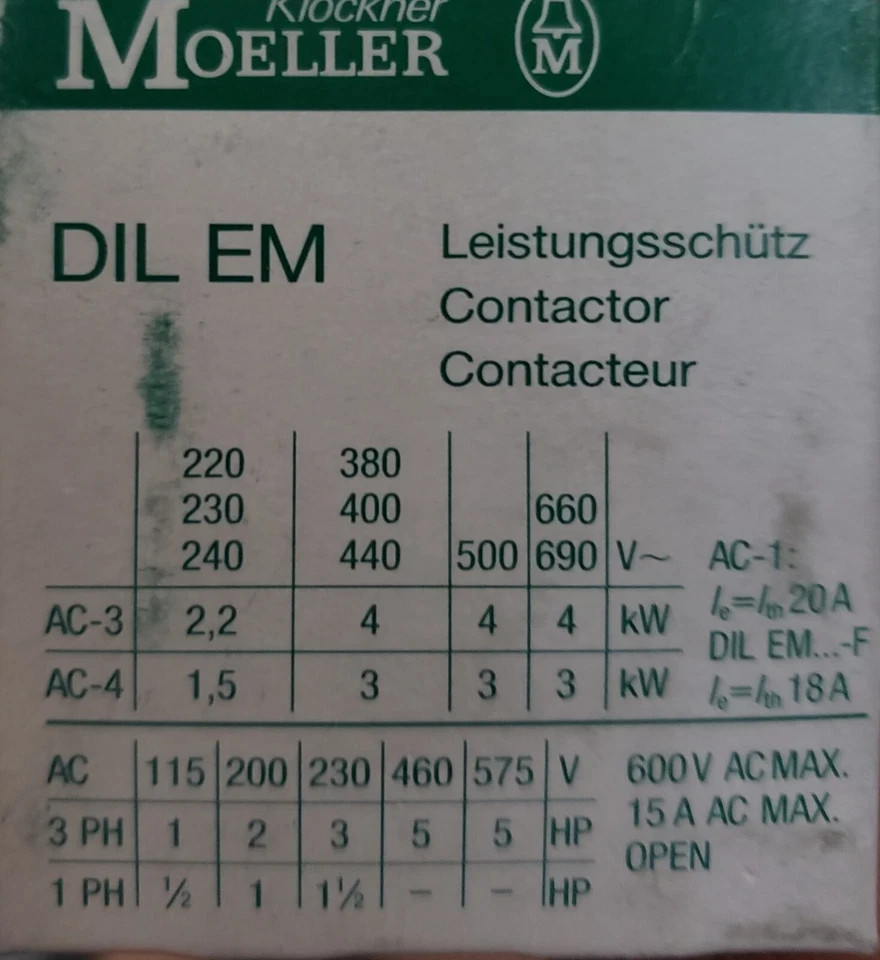 Klöckner
MOELLER
M
DIL EM
Leistungsschütz
Contactor
Contacteur
220 380
230 400 660
240 440 500 690 V~
AC-3 2,2 4 4 4 kW
AC-4 1,5 3 3 3 kW
AC-1:
Ie=Ith 20 A
DIL EM...-F
Ie=Ith 18 A
AC 115 200 230 460 575 V
3 PH 1 2 3 5 5 HP
1 PH ½ 1 1½ – – HP
600 V AC MAX.
15 A AC MAX.
OPEN